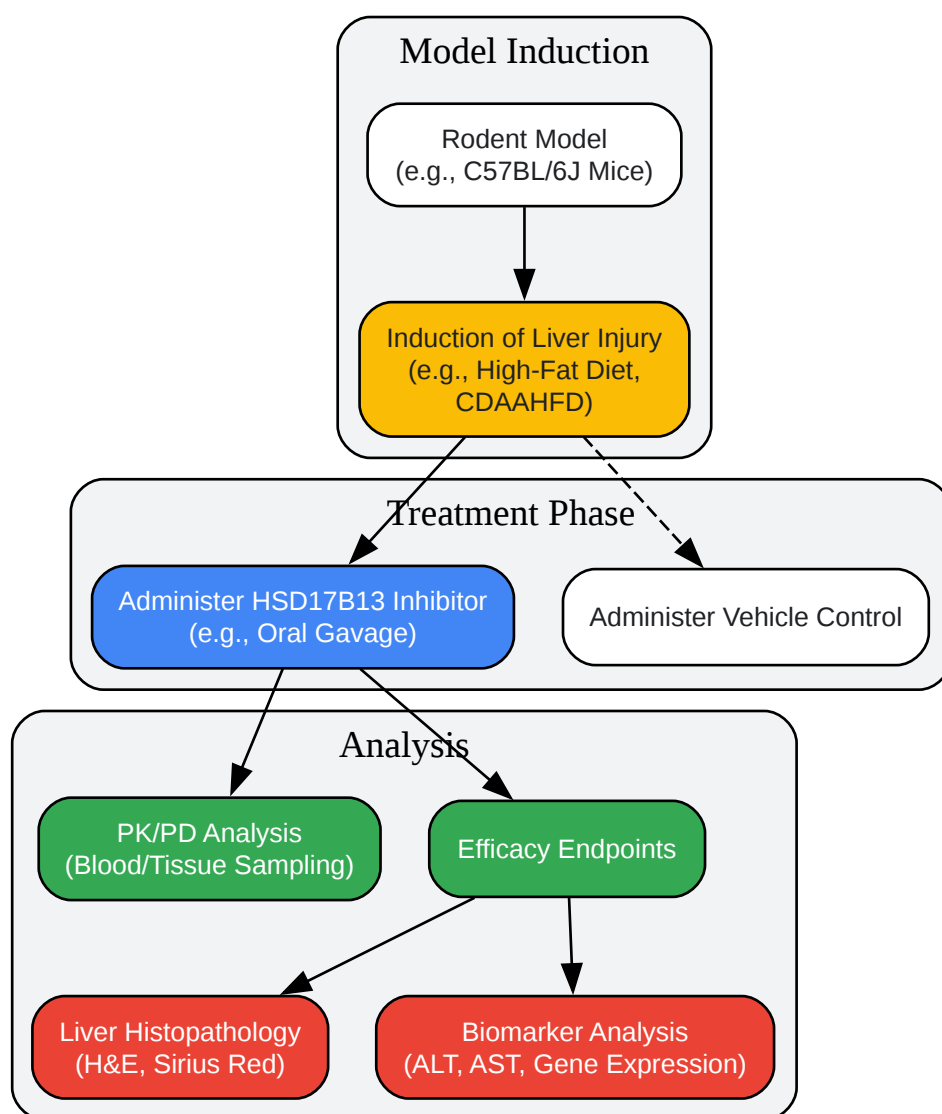 Model Induction
Rodent Model
(e.g., C57BL/6J Mice)
Induction of Liver Injury
(e.g., High-Fat Diet,
CDAAHFD)
Treatment Phase
Administer HSD17B13 Inhibitor
(e.g., Oral Gavage)
Administer Vehicle Control
Analysis
PK/PD Analysis
(Blood/Tissue Sampling)
Efficacy Endpoints
Liver Histopathology
(H&E, Sirius Red)
Biomarker Analysis
(ALT, AST, Gene Expression)